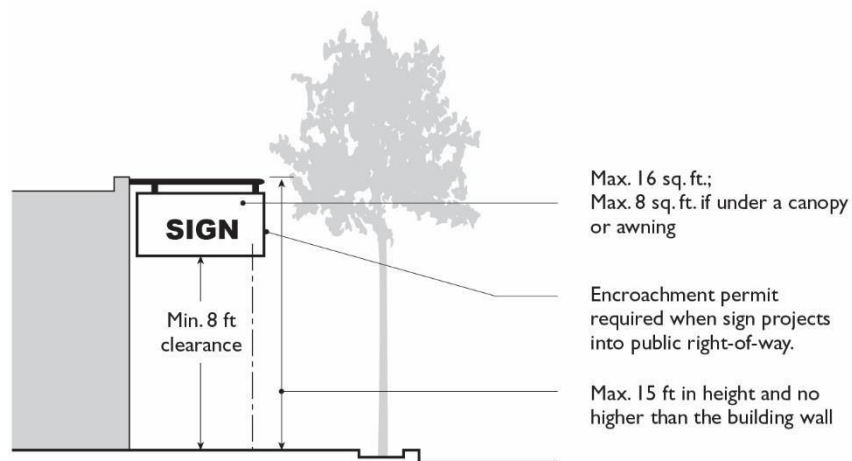 Max. 16 sq. ft.;
Max. 8 sq. ft. if under a canopy
or awning
SIGN
Encroachment permit
required when sign projects
into public right-of-way.
Min. 8 ft
clearance
Max. 15 ft in height and no
higher than the building wall